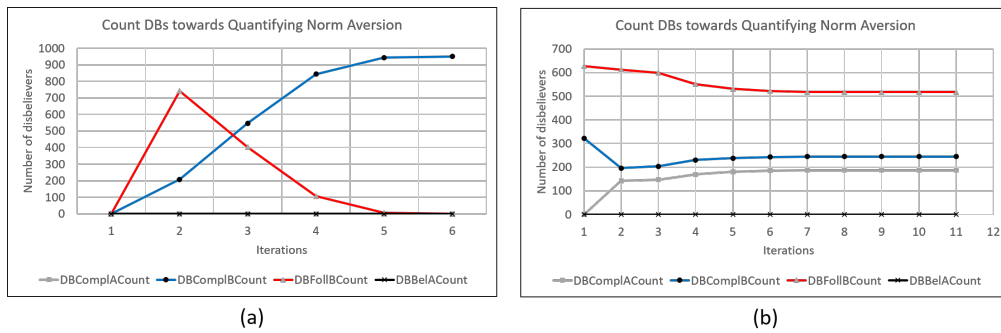 Count DBs towards Quantifying Norm Aversion
Number of disbelievers
1000
900
800
700
600
500
400
300
200
100
0
1 2 3 4 5 6
Iterations
DBComplACount DBComplBCount DBFollBCount DBBelACount
(a)
Count DBs towards Quantifying Norm Aversion
Number of disbelievers
700
600
500
400
300
200
100
0
1 2 3 4 5 6 7 8 9 10 11 12
Iterations
DBComplACount DBComplBCount DBFollBCount DBBelACount
(b)